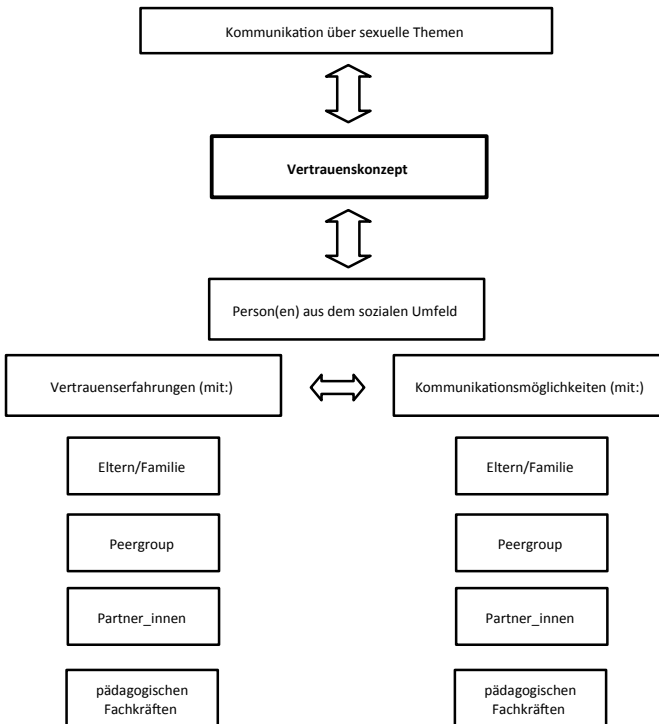 Kommunikation über sexuelle Themen
Vertrauenskonzept
Person(en) aus dem sozialen Umfeld
Vertrauenserfahrungen (mit:)
Kommunikationsmöglichkeiten (mit:)
Eltern/Familie
Eltern/Familie
Peergroup
Peergroup
Partner_innen
Partner_innen
pädagogischen
Fachkräften
pädagogischen
Fachkräften